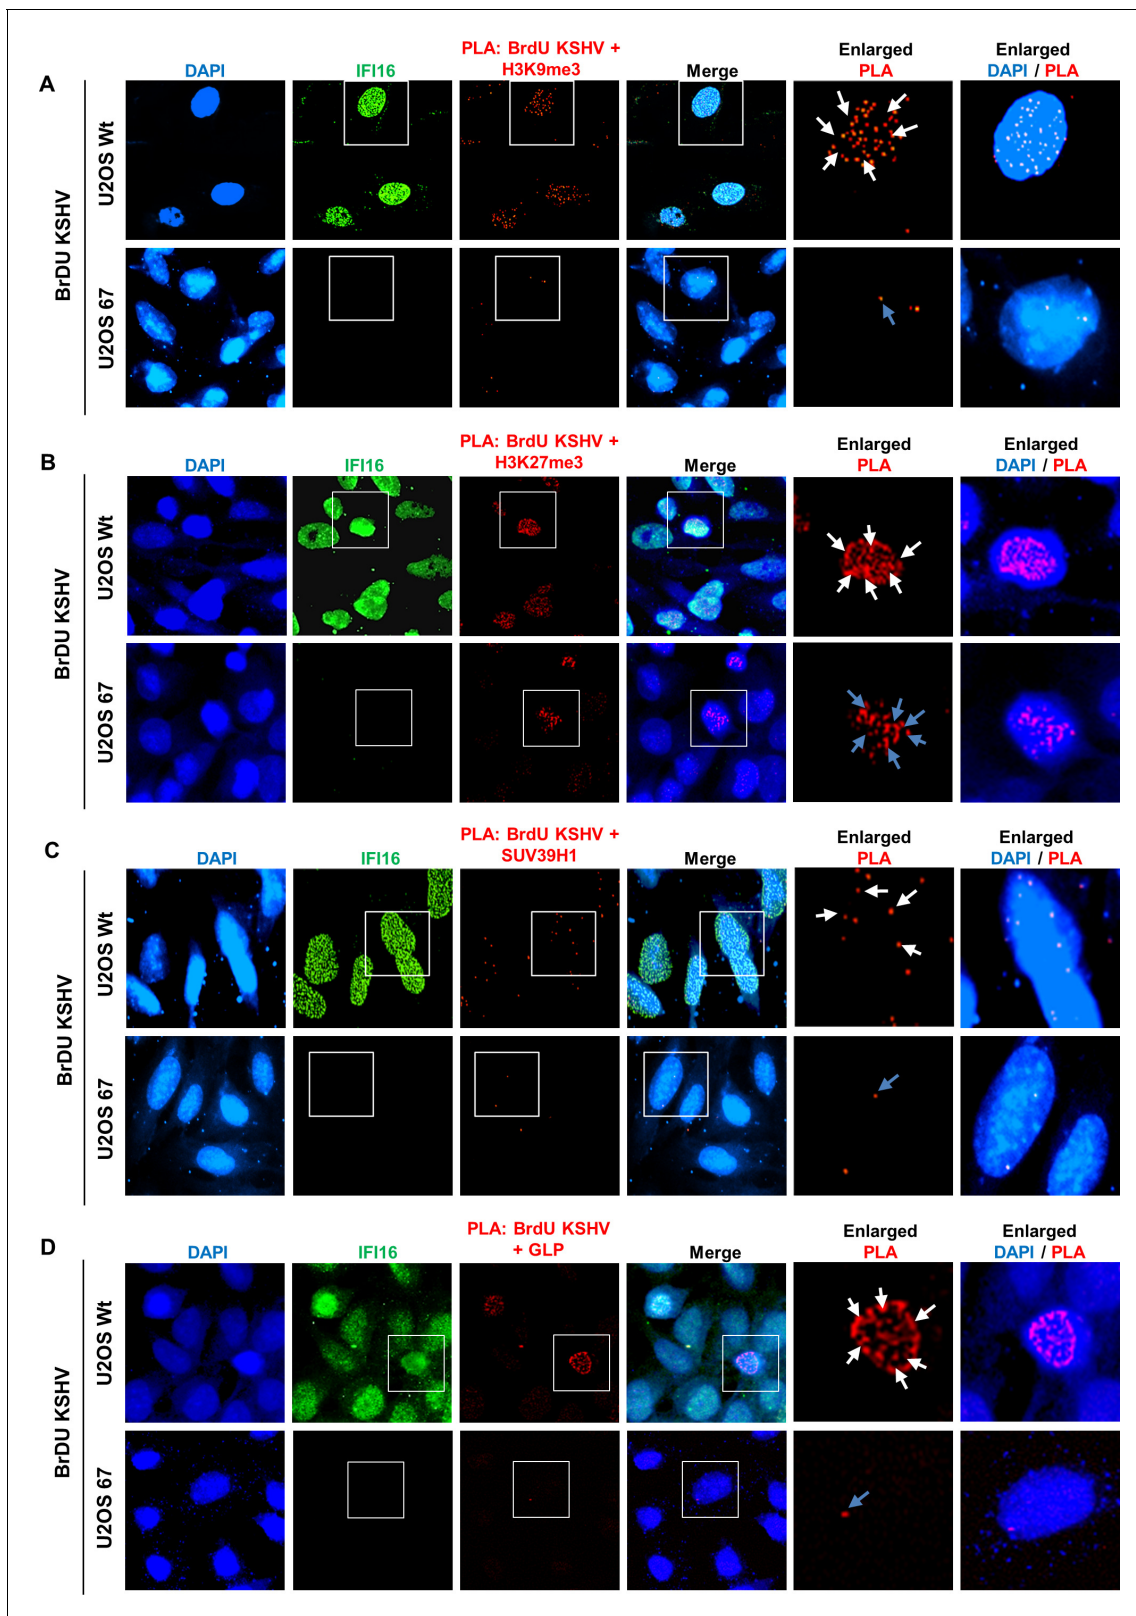 A
DAPI
IFI16
PLA: BrdU KSHV +
H3K9me3
Merge
Enlarged
PLA
Enlarged
DAPI / PLA
BrDU KSHV
U2OS Wt
U2OS 67
B
DAPI
IFI16
PLA: BrdU KSHV +
H3K27me3
Merge
Enlarged
PLA
Enlarged
DAPI / PLA
BrDU KSHV
U2OS Wt
U2OS 67
C
DAPI
IFI16
PLA: BrdU KSHV +
SUV39H1
Merge
Enlarged
PLA
Enlarged
DAPI / PLA
BrDU KSHV
U2OS Wt
U2OS 67
D
DAPI
IFI16
PLA: BrdU KSHV
+ GLP
Merge
Enlarged
PLA
Enlarged
DAPI / PLA
BrDU KSHV
U2OS Wt
U2OS 67